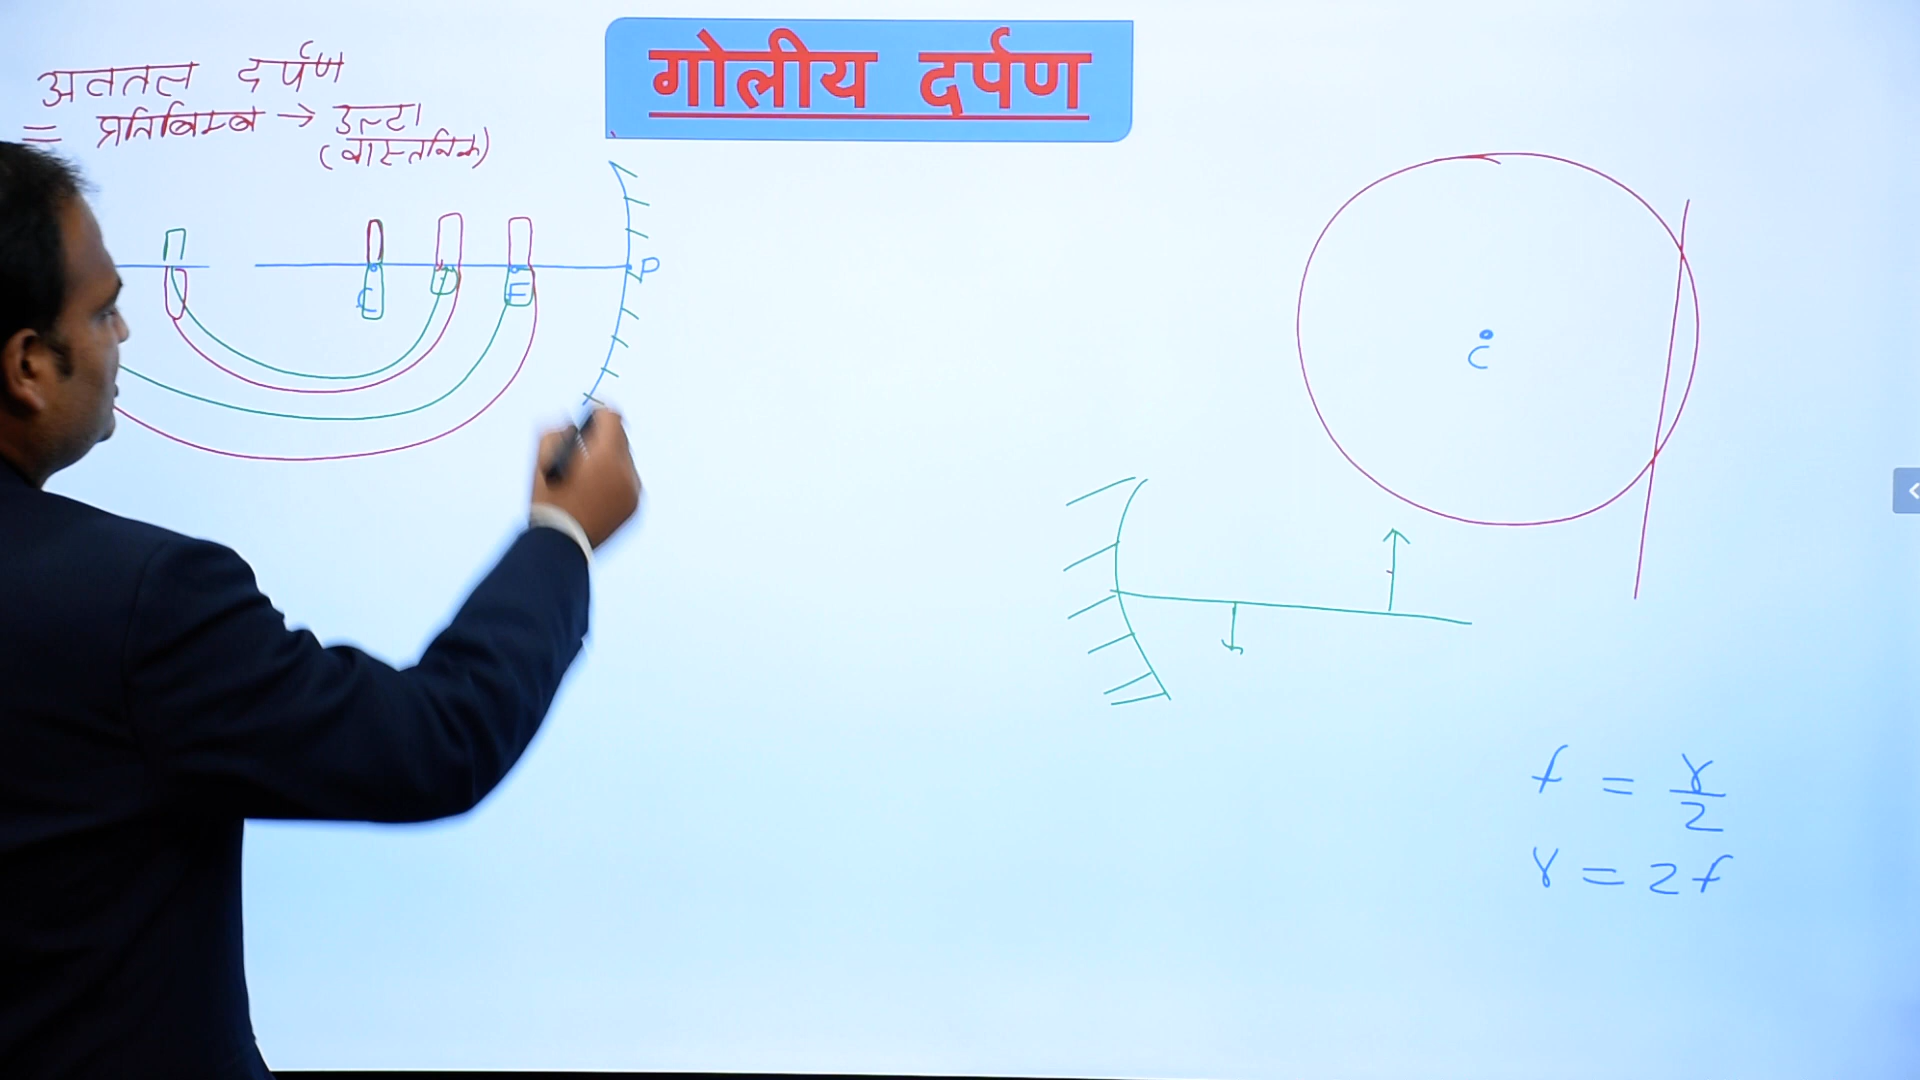 गोलीय दर्पण
अवतल दर्पण
= प्रतिबिम्ब → उल्टा
(वास्तविक)
P
C
F
C
f = r/2
r = 2f